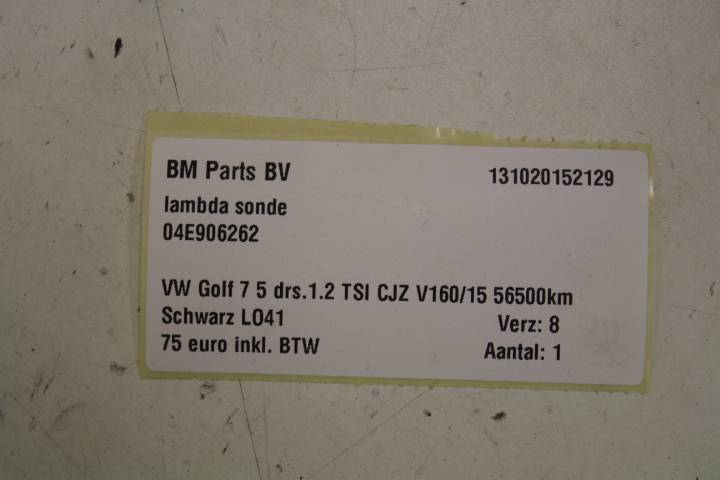 BM Parts BV 131020152129
lambda sonde
04E906262
VW Golf 7 5 drs.1.2 TSI CJZ V160/15 56500km
Schwarz LO41 Verz: 8
75 euro inkl. BTW Aantal: 1